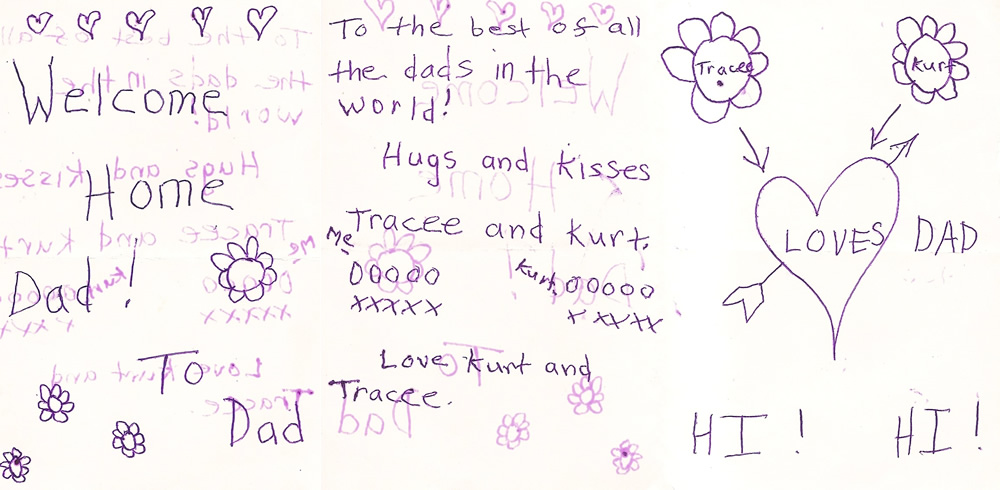 Welcome
Home
Dad!
To
Dad
To the best of all
the dads in the
world!
Hugs and kisses
Tracee and kurt.
Me
OOOOO
XXXXX
kurt
OOOOO
XXXXX
Love kurt and
Tracee.
Tracee
kurt
LOVES DAD
HI! HI!